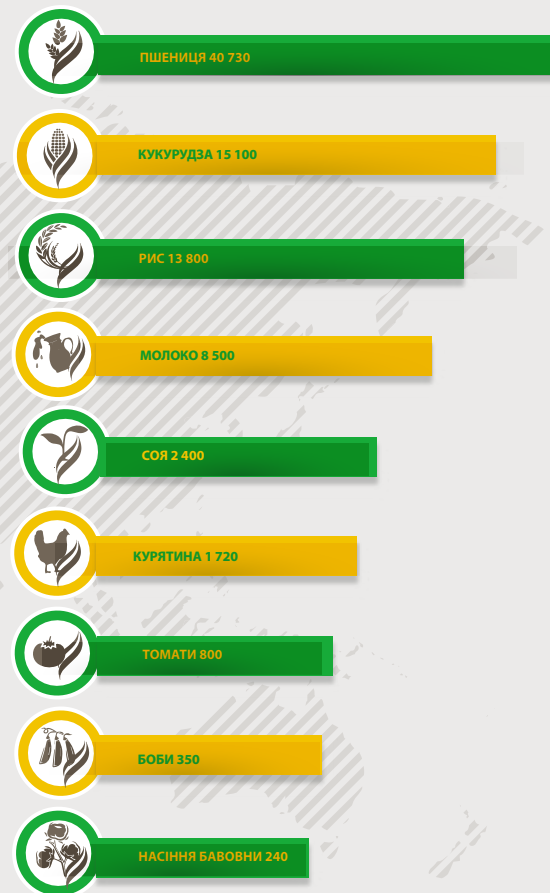 ПШЕНИЦЯ 40 730
КУКУРУДЗА 15 100
РИС 13 800
МОЛОКО 8 500
СОЯ 2 400
КУРЯТИНА 1 720
ТОМАТИ 800
БОБИ 350
НАСІННЯ БАВОВНИ 240